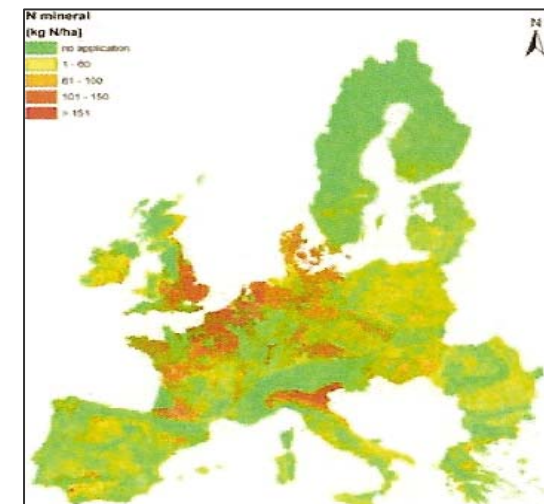 N mineral
[kg N/ha]
no application
1 - 60
61 - 100
101 - 150
> 151
N